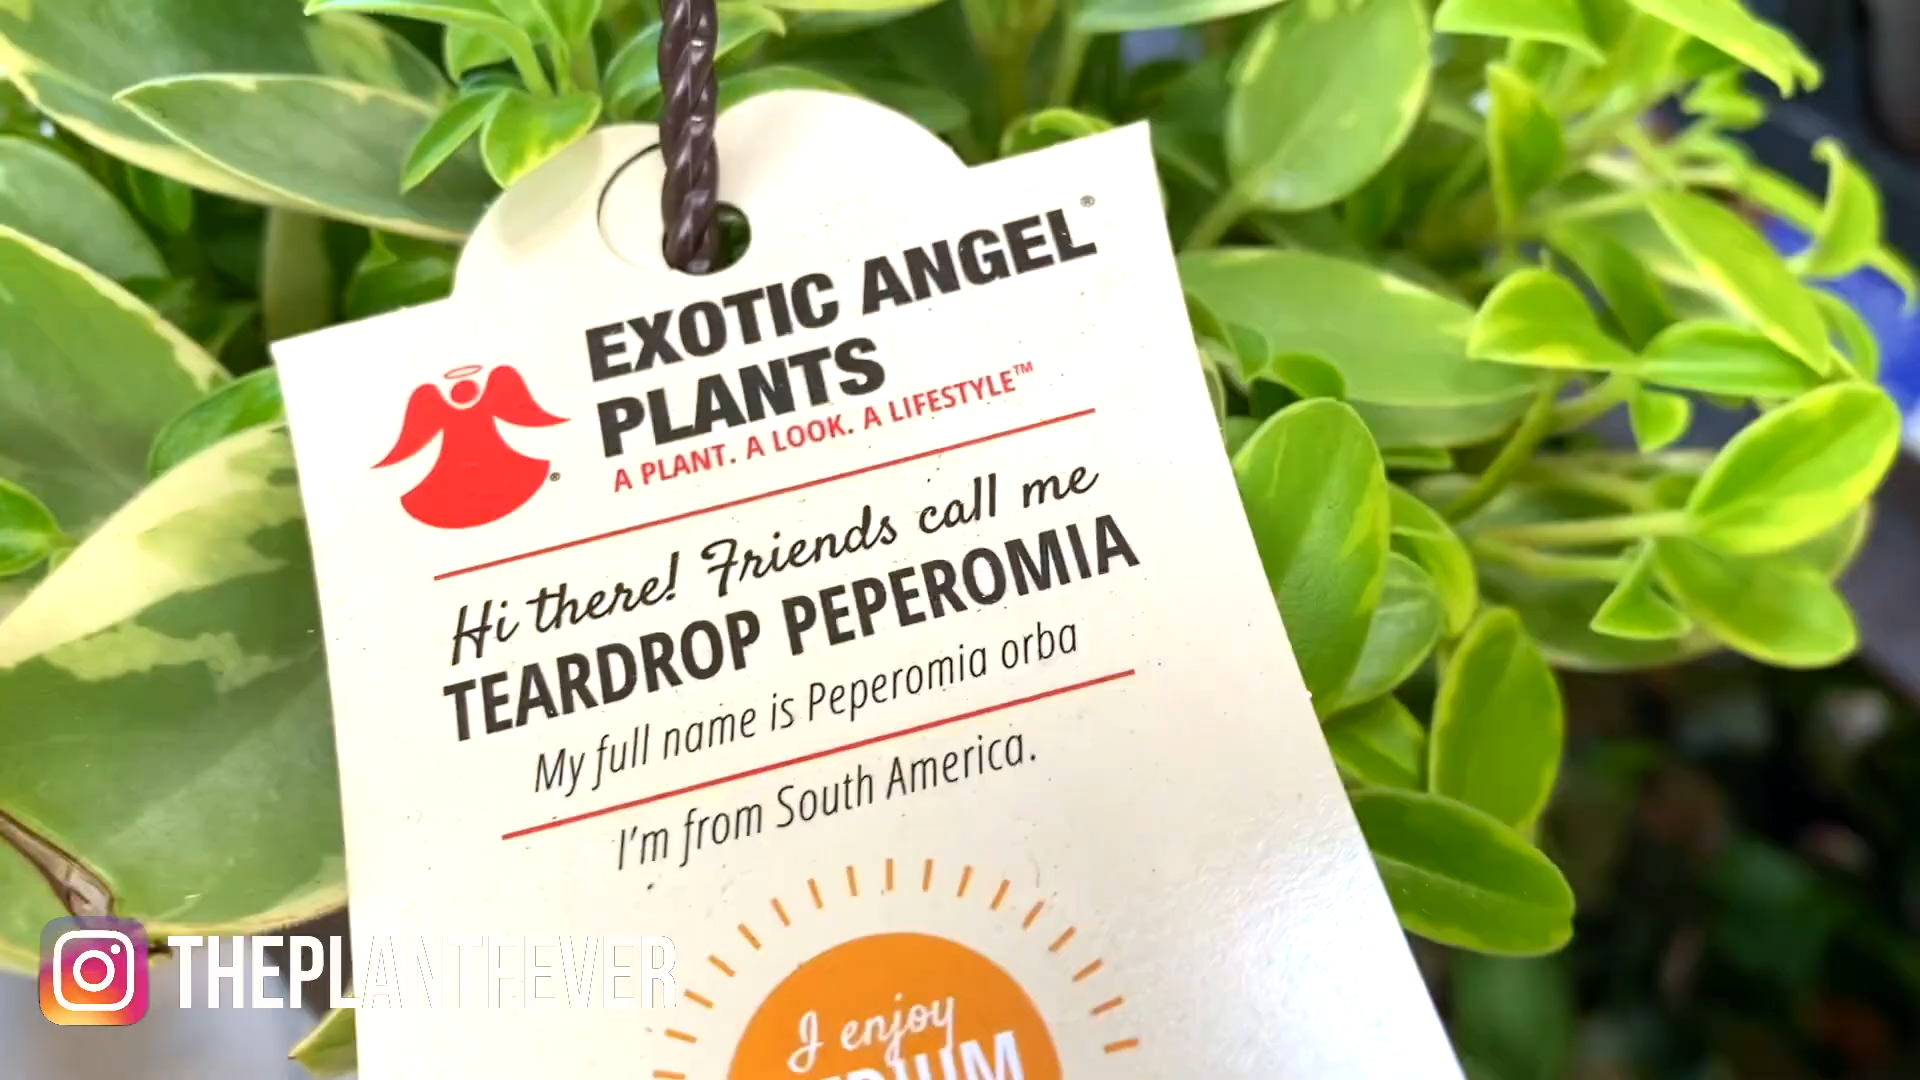 EXOTIC ANGEL®
PLANTS
A PLANT. A LOOK. A LIFESTYLE™
Hi there! Friends call me
TEARDROP PEPEROMIA
My full name is Peperomia orba
I'm from South America.
I enjoy
THEPLANTFEVER